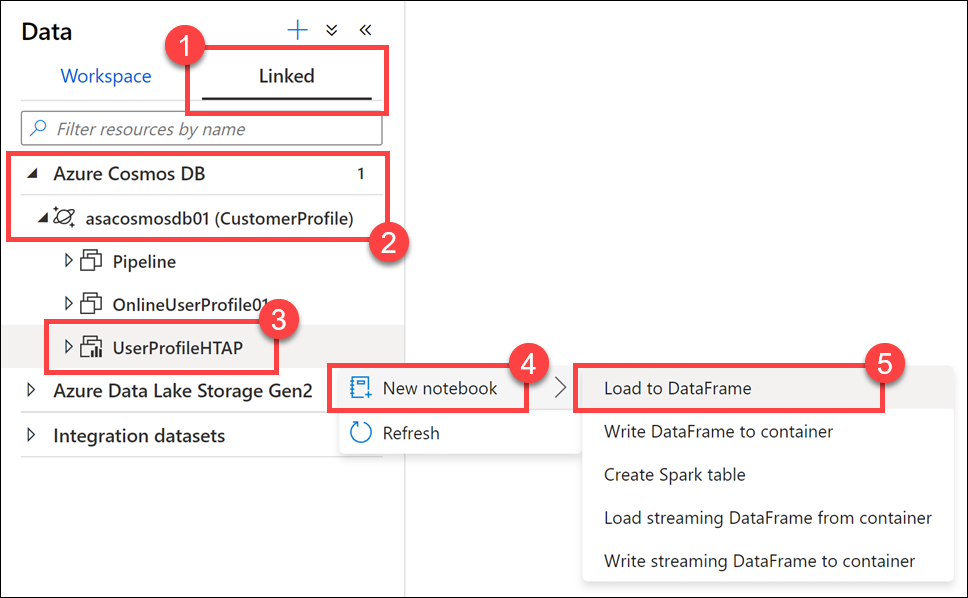 Data
1
Workspace
Linked
Filter resources by name
Azure Cosmos DB 1
asacosmosdb01 (CustomerProfile)
2
Pipeline
OnlineUserProfile01
3
UserProfileHTAP
4
5
New notebook
Load to DataFrame
Azure Data Lake Storage Gen2
Refresh
Write DataFrame to container
Integration datasets
Create Spark table
Load streaming DataFrame from container
Write streaming DataFrame to container